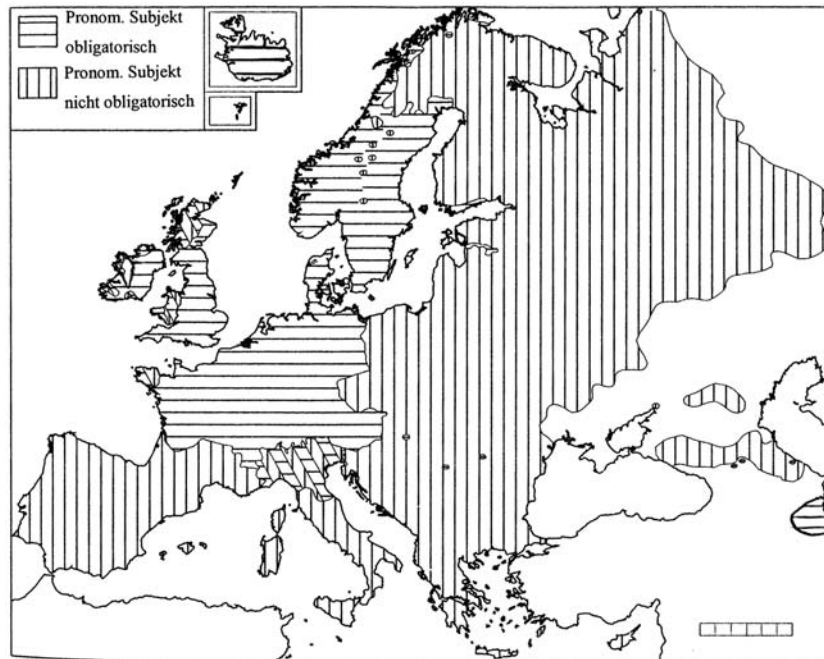 Pronom. Subjekt
obligatorisch
Pronom. Subjekt
nicht obligatorisch